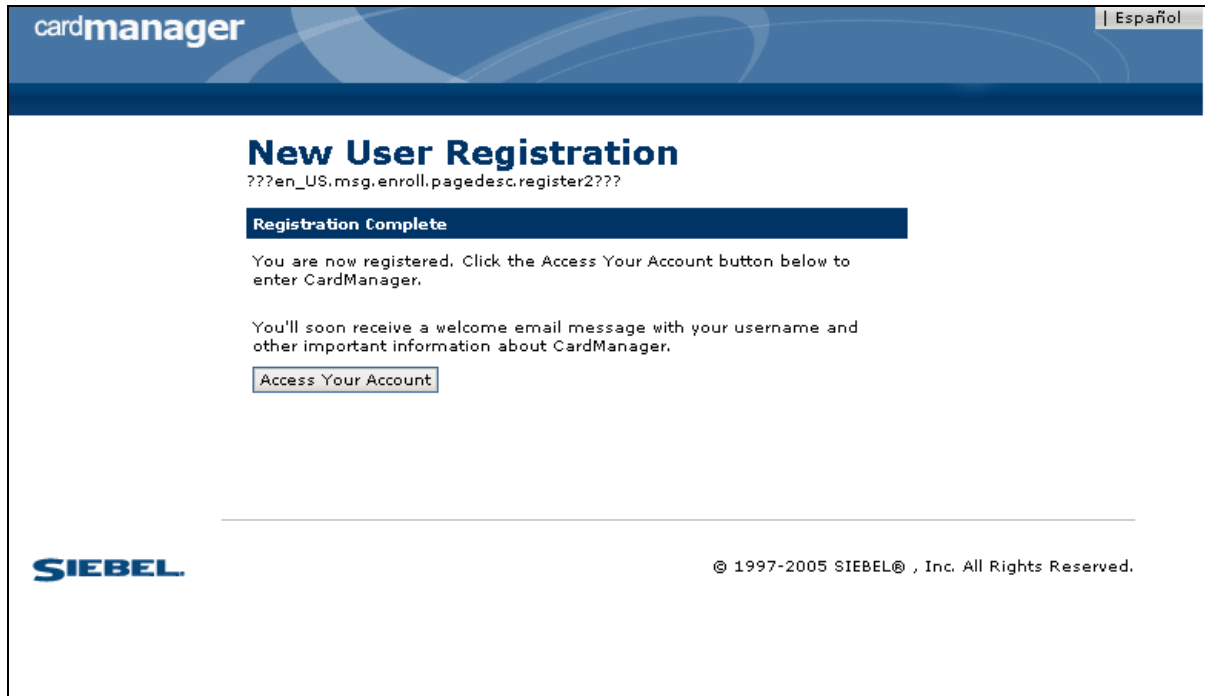 cardmanager
| Español
New User Registration
???en_US.msg.enroll.pagedesc.register2???
Registration Complete
You are now registered. Click the Access Your Account button below to
enter CardManager.
You'll soon receive a welcome email message with your username and
other important information about CardManager.
Access Your Account
SIEBEL.
© 1997-2005 SIEBEL® , Inc. All Rights Reserved.